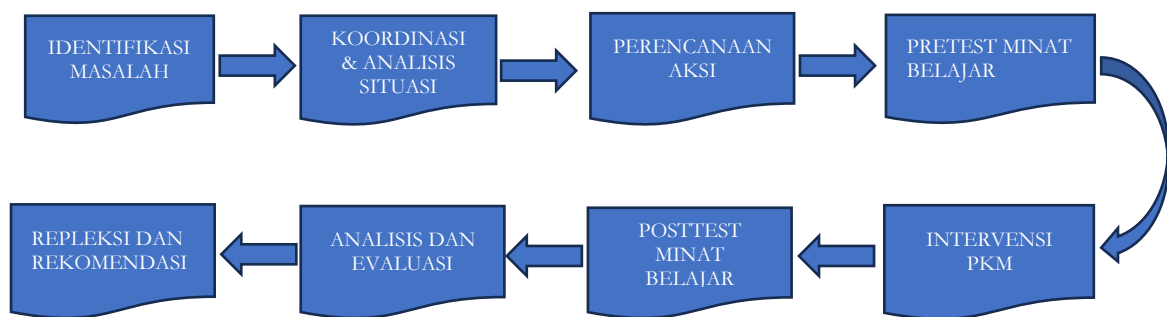 IDENTIFIKASI
MASALAH
KOORDINASI
& ANALISIS
SITUASI
PERENCANAAN
AKSI
PRETEST MINAT
BELAJAR
INTERVENSI
PKM
POSTTEST
MINAT
BELAJAR
ANALISIS DAN
EVALUASI
REPLEKSI DAN
REKOMENDASI